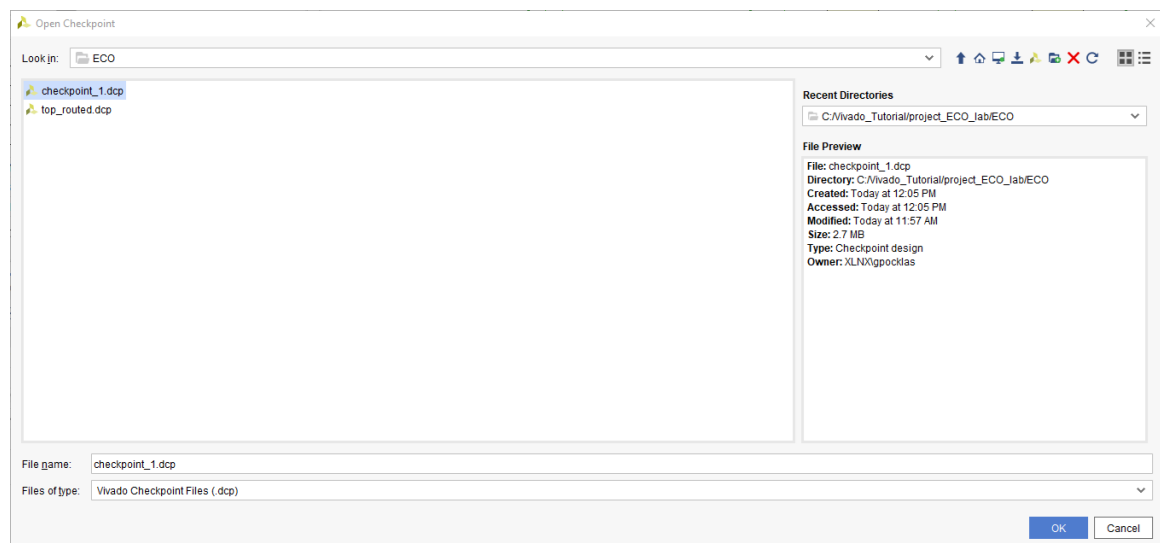 Open Checkpoint
Look in: ECO
checkpoint_1.dcp
top_routed.dcp
Recent Directories
C:/Vivado_Tutorial/project_ECO_lab/ECO
File Preview
File: checkpoint_1.dcp
Directory: C:/Vivado_Tutorial/project_ECO_lab/ECO
Created: Today at 12:05 PM
Accessed: Today at 12:05 PM
Modified: Today at 11:57 AM
Size: 2.7 MB
Type: Checkpoint design
Owner: XLNX\gpocklas
File name: checkpoint_1.dcp
Files of type: Vivado Checkpoint Files (.dcp)
OK Cancel